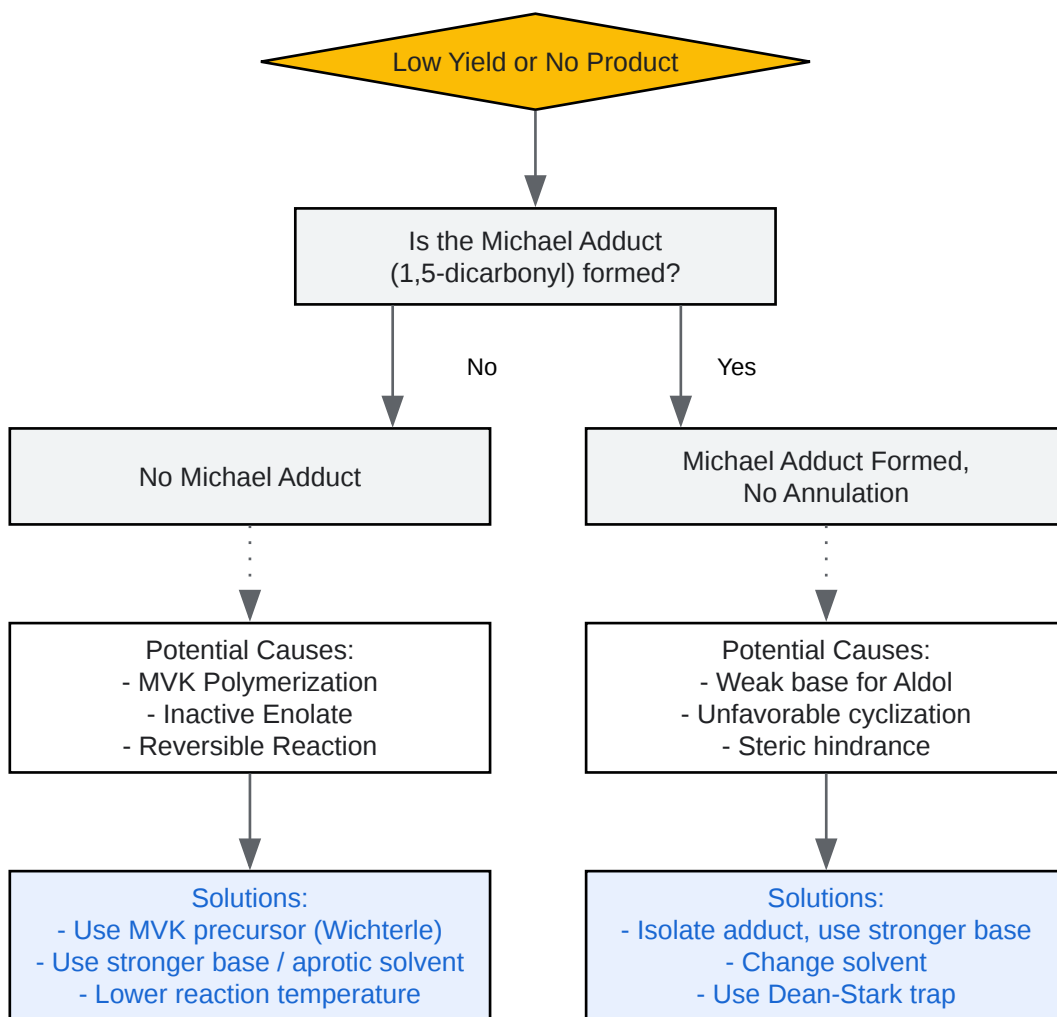 Low Yield or No Product
Is the Michael Adduct
(1,5-dicarbonyl) formed?
No
Yes
No Michael Adduct
Michael Adduct Formed,
No Annulation
Potential Causes:
- MVK Polymerization
- Inactive Enolate
- Reversible Reaction
Potential Causes:
- Weak base for Aldol
- Unfavorable cyclization
- Steric hindrance
Solutions:
- Use MVK precursor (Wichterle)
- Use stronger base / aprotic solvent
- Lower reaction temperature
Solutions:
- Isolate adduct, use stronger base
- Change solvent
- Use Dean-Stark trap